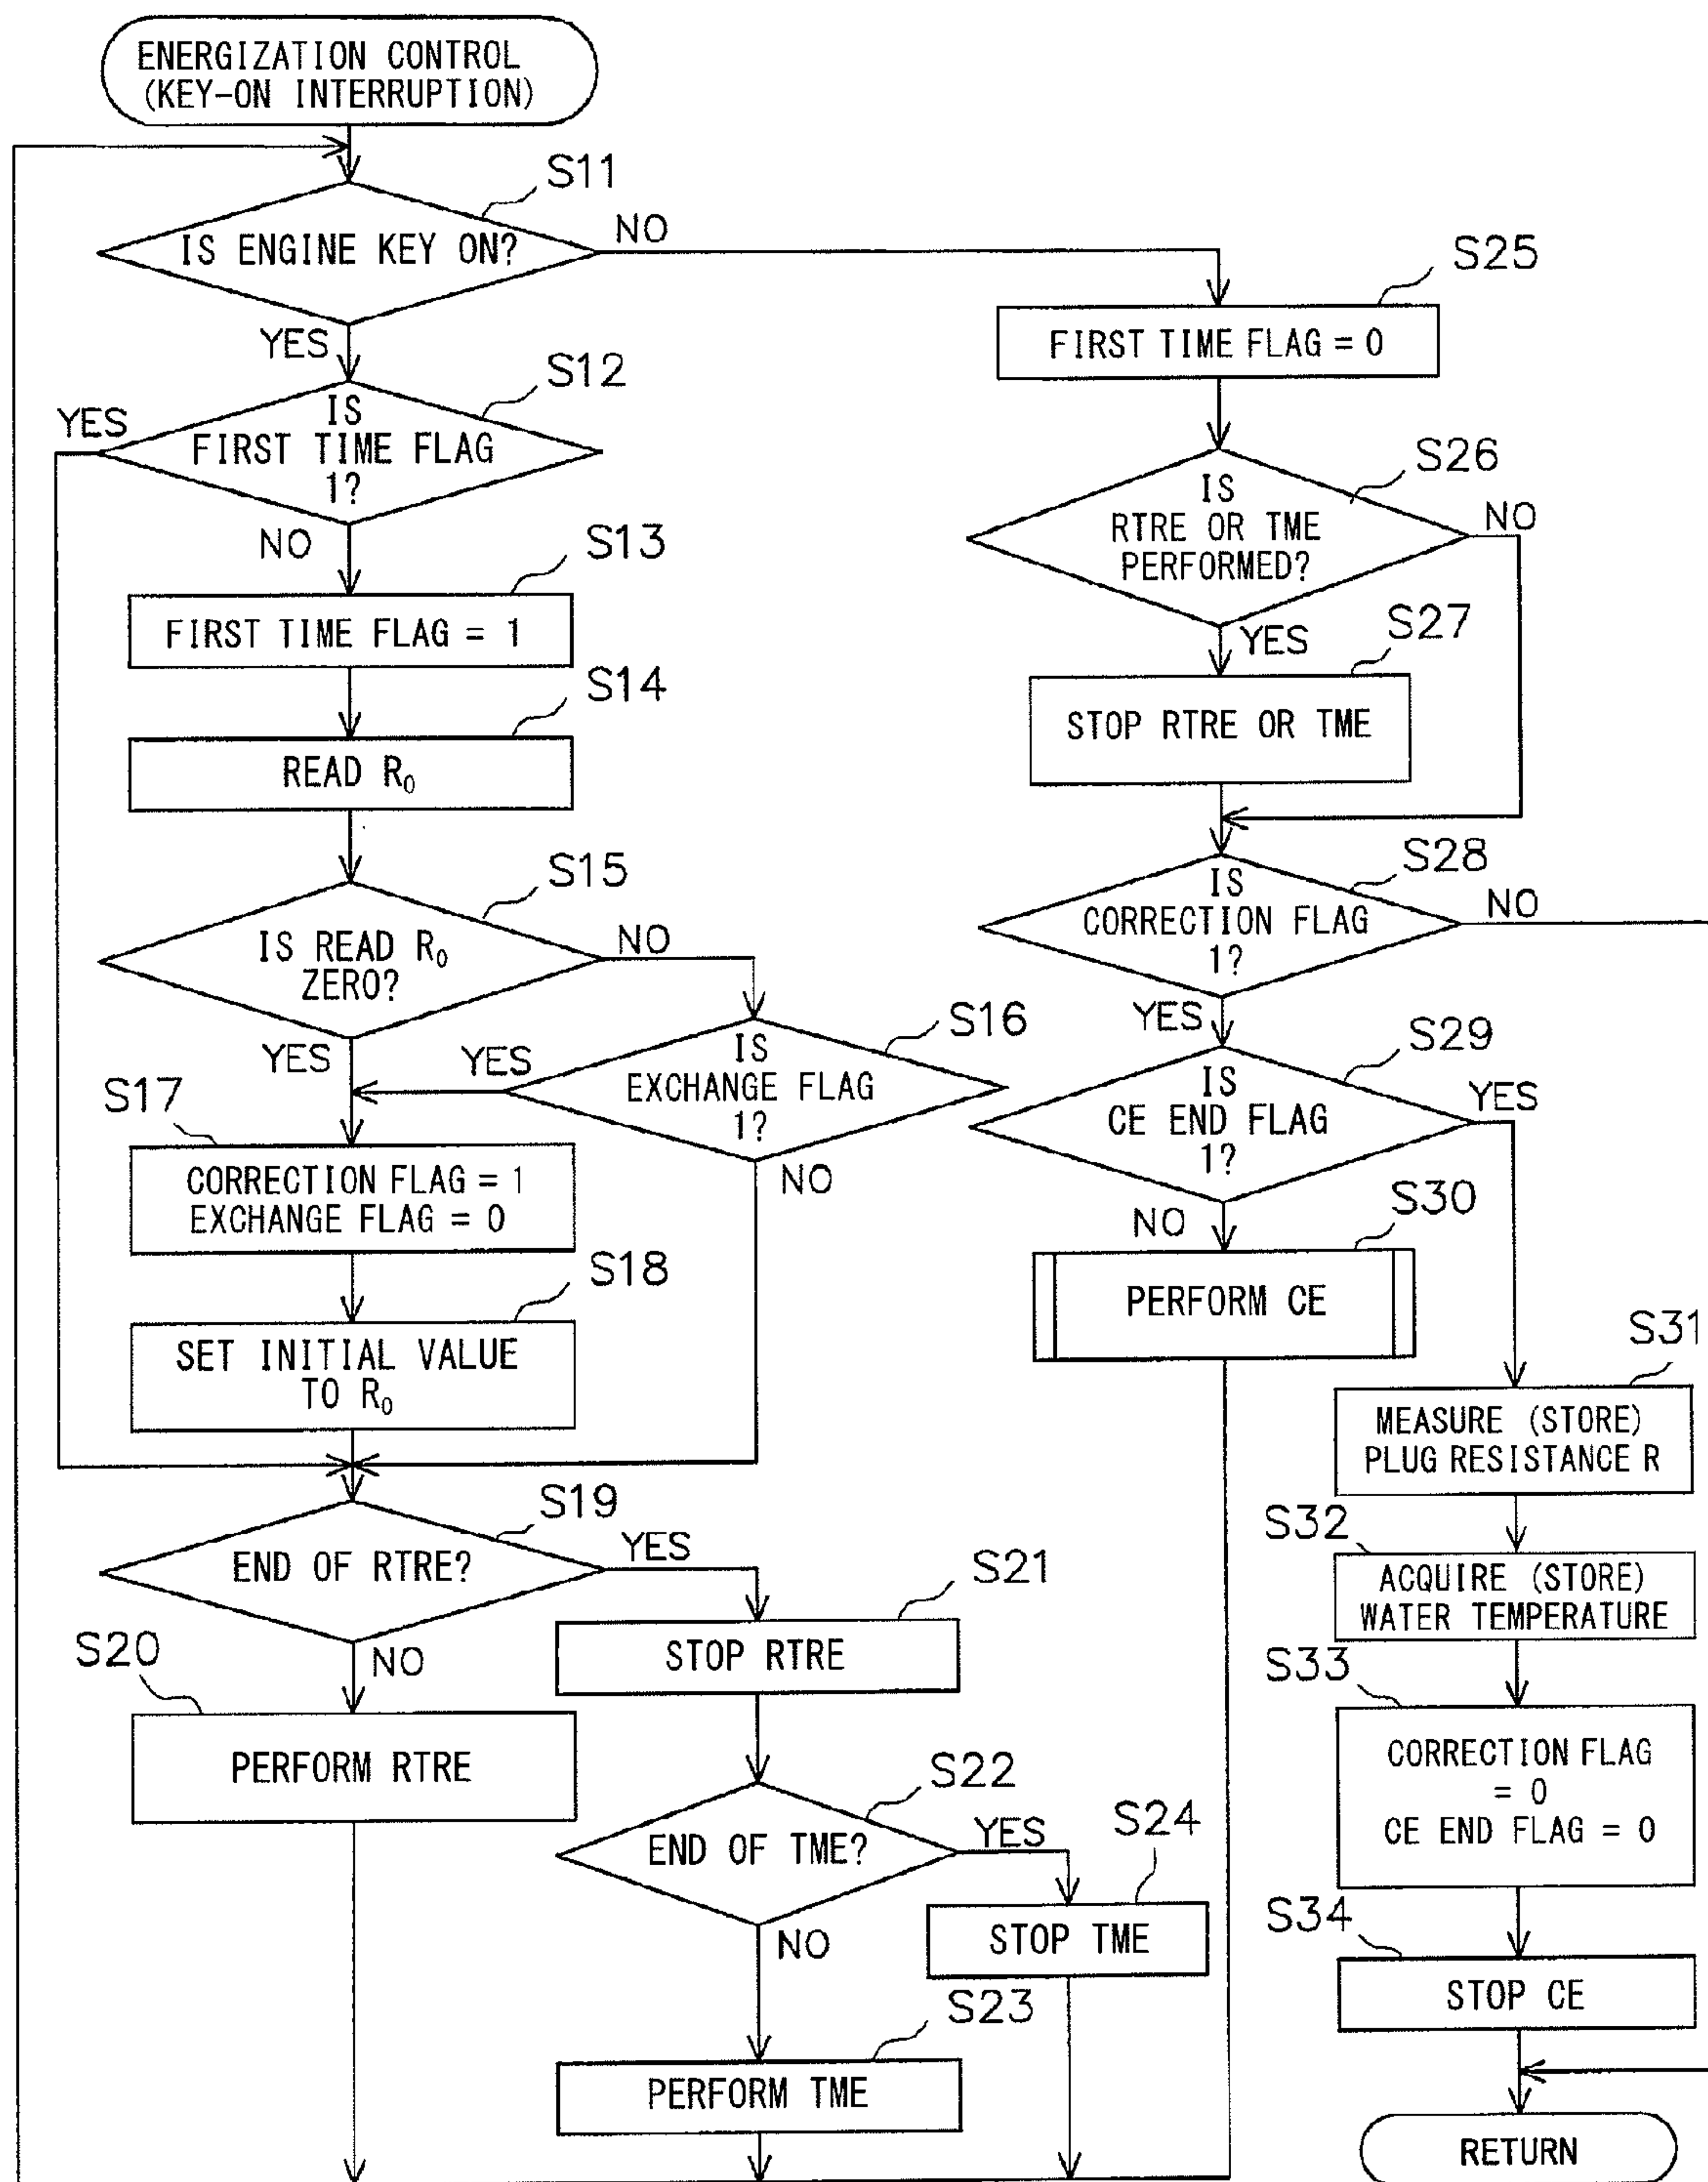 ENERGIZATION CONTROL
(KEY-ON INTERRUPTION)
S11
IS ENGINE KEY ON?
NO
YES
S12
IS
FIRST TIME FLAG
1?
YES
NO
S13
FIRST TIME FLAG = 1
S14
READ R₀
S15
IS READ R₀
ZERO?
NO
YES
S16
IS
EXCHANGE FLAG
1?
YES
NO
S17
CORRECTION FLAG = 1
EXCHANGE FLAG = 0
S18
SET INITIAL VALUE
TO R₀
S19
END OF RTRE?
YES
NO
S20
PERFORM RTRE
S21
STOP RTRE
S22
END OF TME?
YES
NO
S23
PERFORM TME
S24
STOP TME
S25
FIRST TIME FLAG = 0
S26
IS
RTRE OR TME
PERFORMED?
NO
YES
S27
STOP RTRE OR TME
S28
IS
CORRECTION FLAG
1?
NO
YES
S29
IS
CE END FLAG
1?
YES
NO
S30
PERFORM CE
S31
MEASURE (STORE)
PLUG RESISTANCE R
S32
ACQUIRE (STORE)
WATER TEMPERATURE
S33
CORRECTION FLAG
= 0
CE END FLAG = 0
S34
STOP CE
RETURN